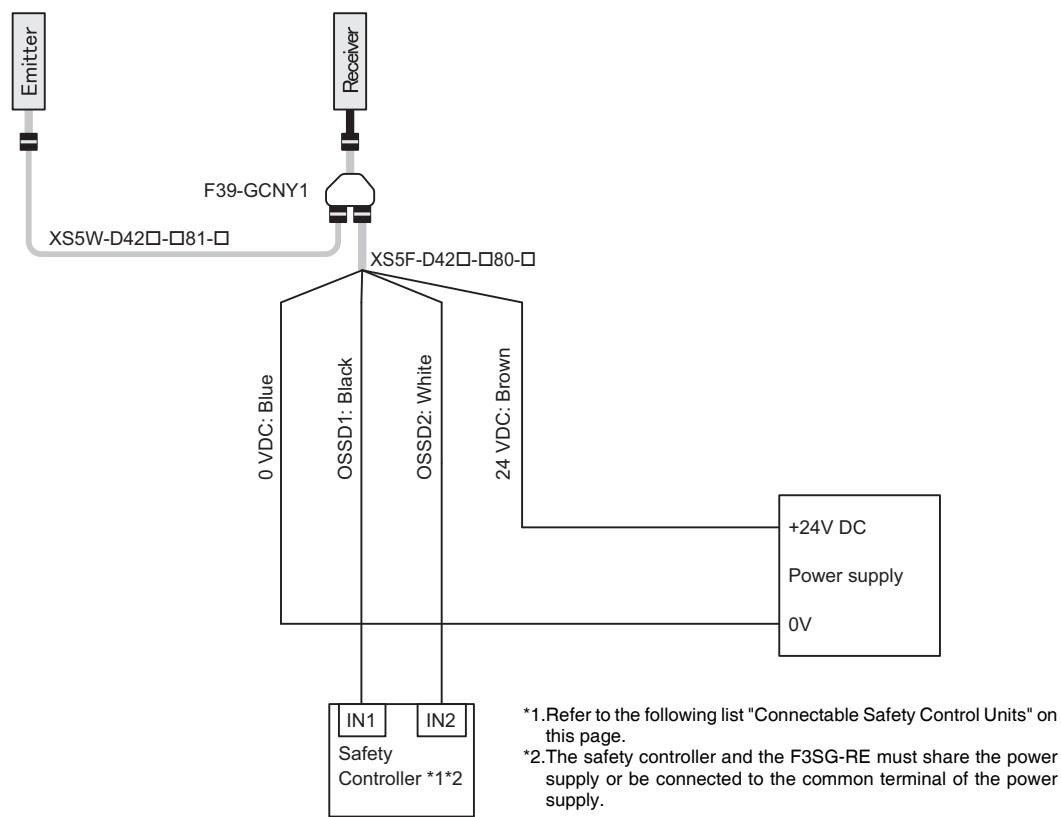 Emitter
Receiver
F39-GCNY1
XS5W-D42□-□81-□
XS5F-D42□-□80-□
0 VDC: Blue
OSSD1: Black
OSSD2: White
24 VDC: Brown
+24V DC
Power supply
0V
IN1
IN2
Safety
Controller *1*2
*1.Refer to the following list "Connectable Safety Control Units" on
this page.
*2.The safety controller and the F3SG-RE must share the power
supply or be connected to the common terminal of the power
supply.